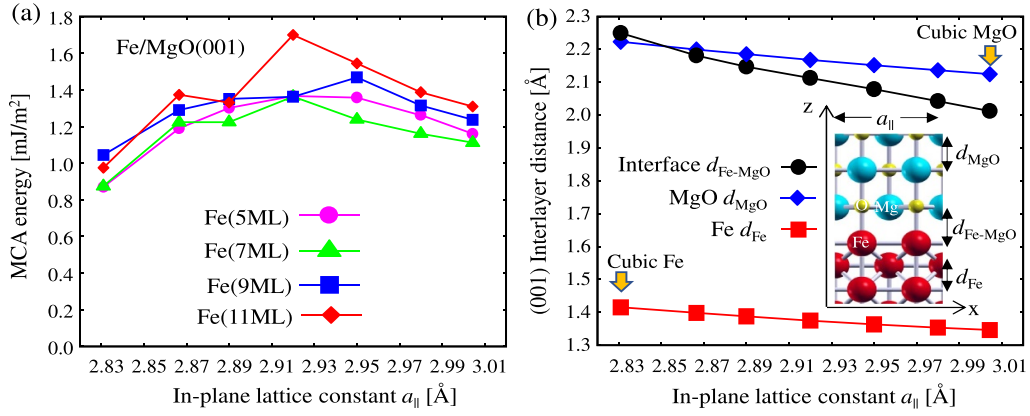 (a)
1.8
1.6
1.4
1.2
1.0
0.8
0.6
0.4
0.2
0.0
MCA energy [mJ/m²]
Fe/MgO(001)
Fe(5ML)
Fe(7ML)
Fe(9ML)
Fe(11ML)
2.83 2.85 2.87 2.89 2.91 2.93 2.95 2.97 2.99 3.01
In-plane lattice constant a∥ [Å]
(b)
2.3
2.2
2.1
2.0
1.9
1.8
1.7
1.6
1.5
1.4
1.3
(001) Interlayer distance [Å]
Cubic MgO
Interface d_Fe-MgO
MgO d_MgO
Fe d_Fe
Cubic Fe
z
a∥
d_MgO
O Mg
d_Fe-MgO
Fe
d_Fe
x
2.83 2.85 2.87 2.89 2.91 2.93 2.95 2.97 2.99 3.01
In-plane lattice constant a∥ [Å]